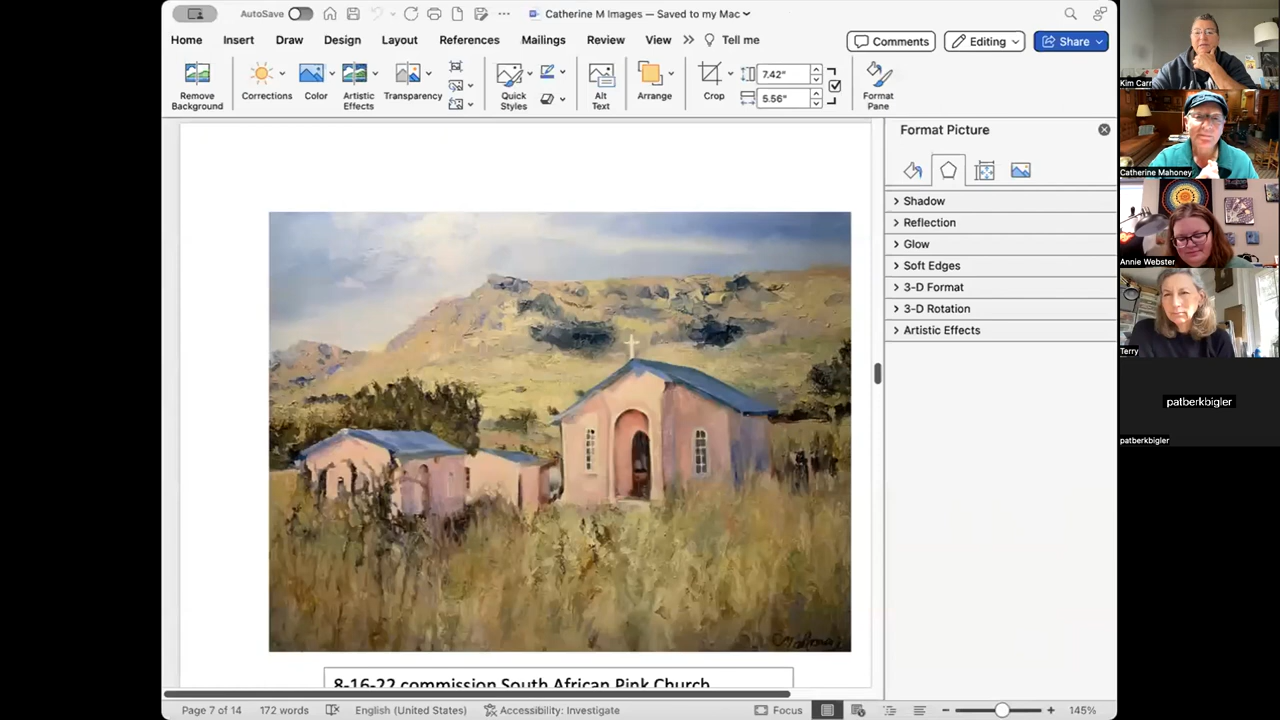 AutoSave
Catherine M Images — Saved to my Mac
Home Insert Draw Design Layout References Mailings Review View Tell me
Comments Editing Share
Remove Background
Corrections
Color
Artistic Effects
Transparency
Quick Styles
Alt Text
Arrange
Crop
7.42"
5.56"
Format Pane
Format Picture
Shadow
Reflection
Glow
Soft Edges
3-D Format
3-D Rotation
Artistic Effects
8-16-22 commission South African Pink Church
Page 7 of 14 172 words English (United States) Accessibility: Investigate Focus 145%
Kim Carr
Catherine Mahoney
Annie Webster
Terry
patberkbigler
patberkbigler